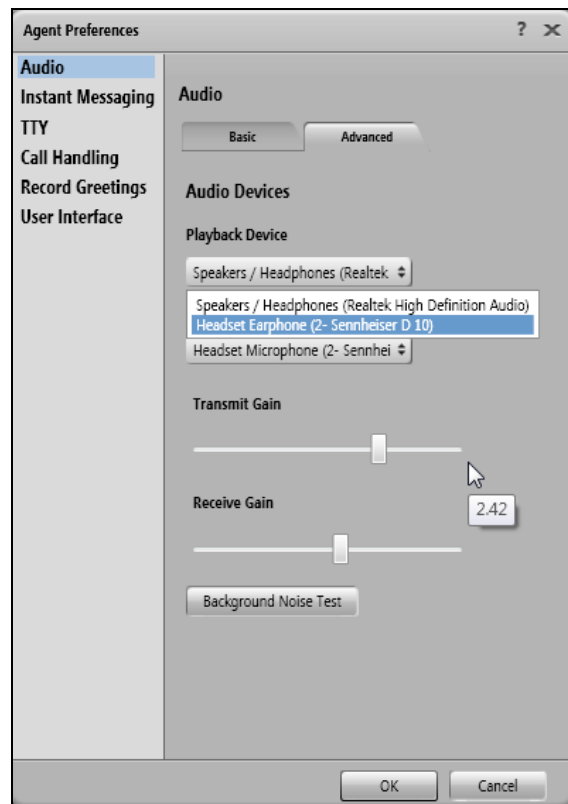 Agent Preferences ?
Audio
Instant Messaging
TTY
Call Handling
Record Greetings
User Interface
Audio
Basic Advanced
Audio Devices
Playback Device
Speakers / Headphones (Realtek
Speakers / Headphones (Realtek High Definition Audio)
Headset Earphone (2- Sennheiser D 10)
Headset Microphone (2- Sennhei
Transmit Gain
2.42
Receive Gain
Background Noise Test
OK Cancel